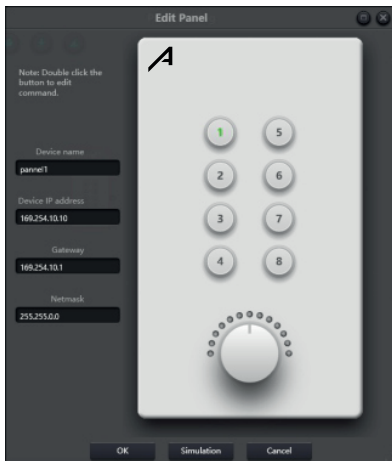 Edit Panel
Note: Double click the
button to edit
command.
Device name
pannel1
Device IP address
169.254.10.10
Gateway
169.254.10.1
Netmask
255.255.0.0
A
1 5
2 6
3 7
4 8
OK Simulation Cancel